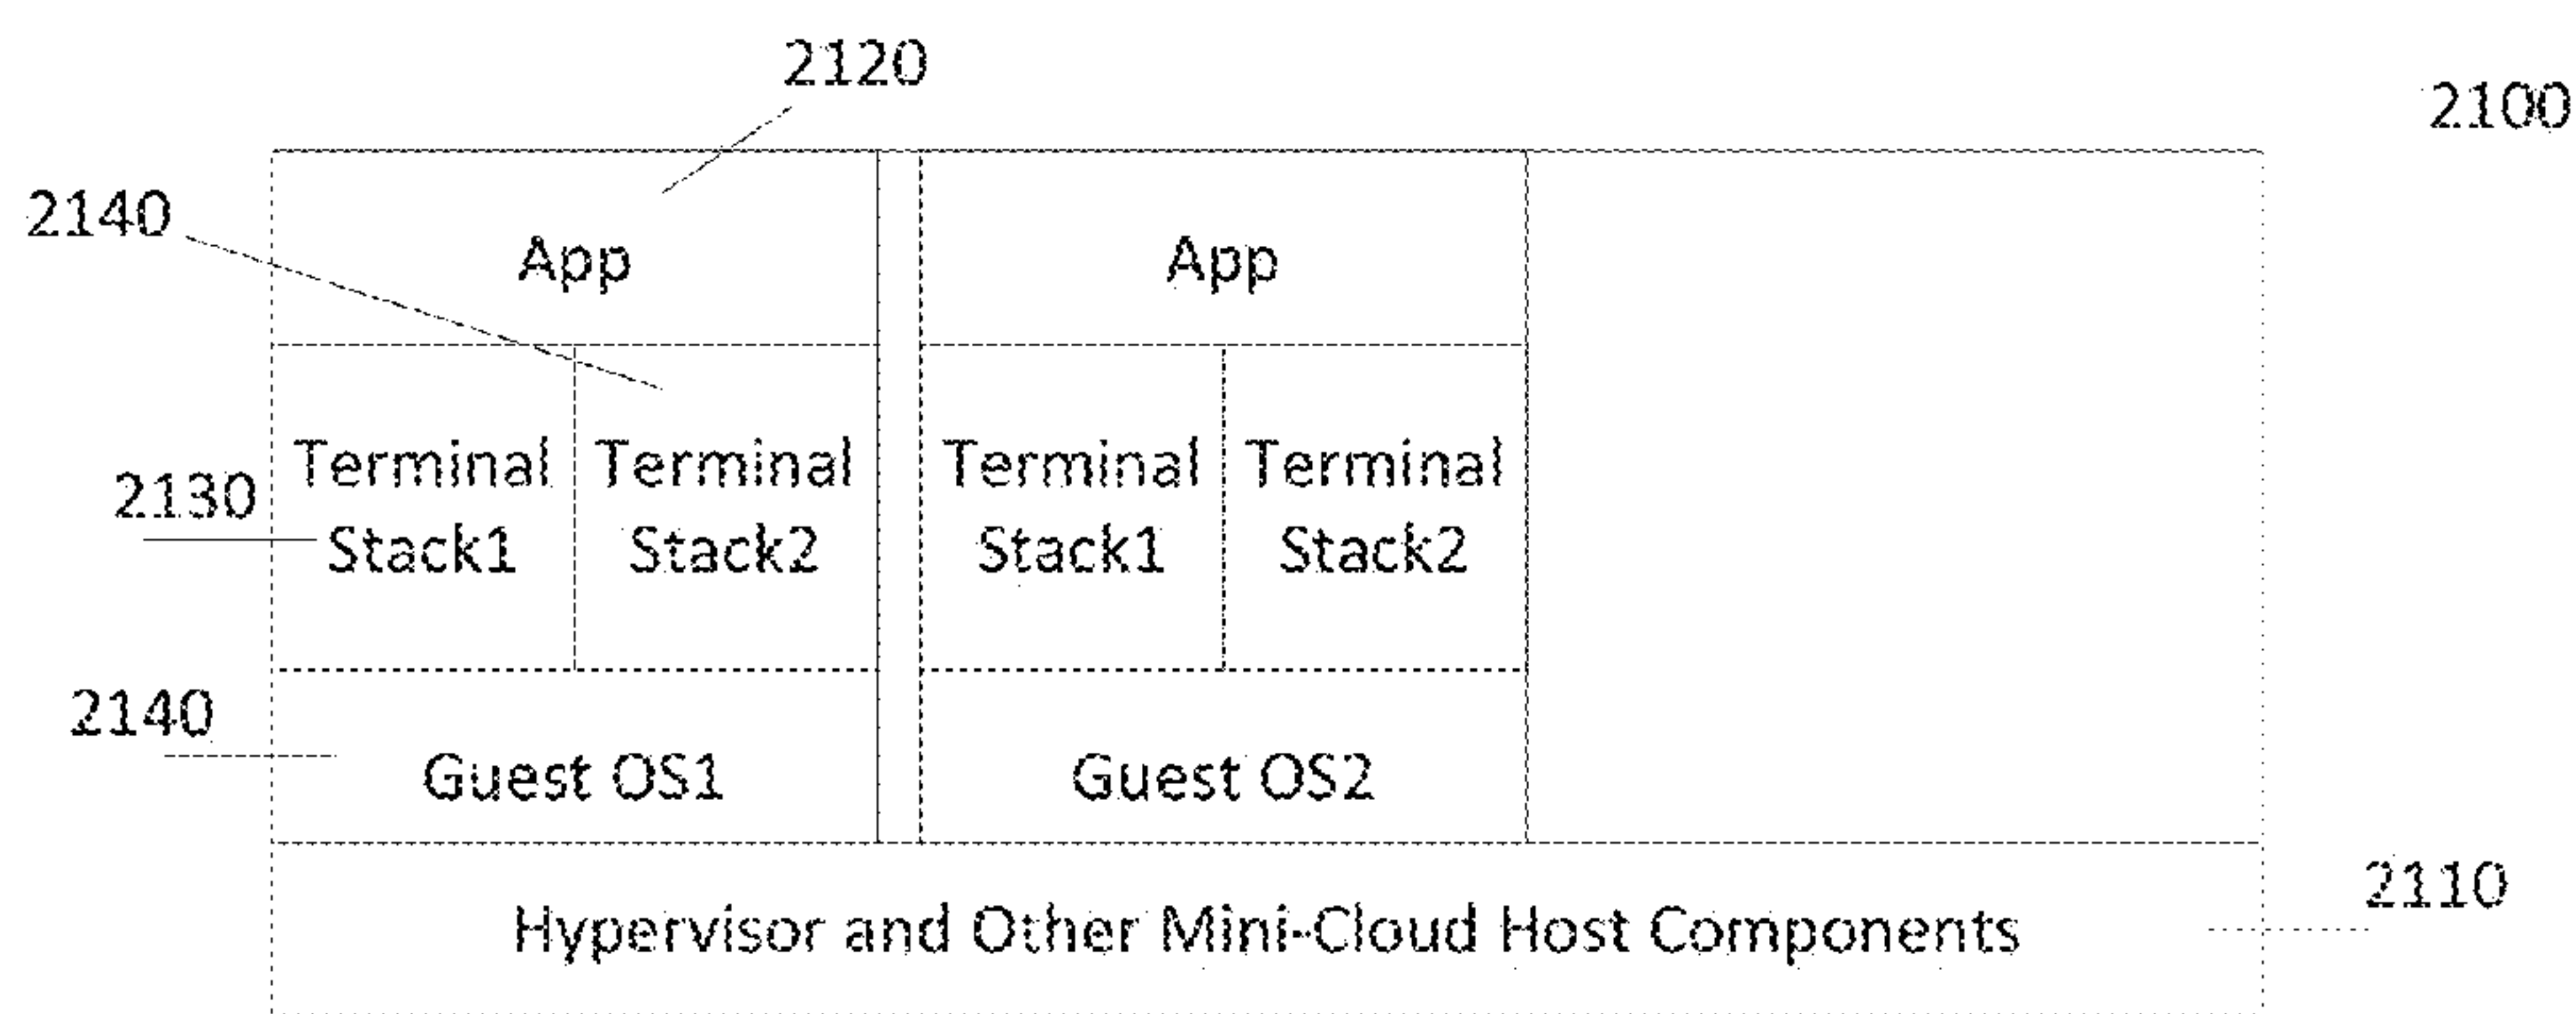 2120
2100
2140
App
App
2130
Terminal Stack1
Terminal Stack2
Terminal Stack1
Terminal Stack2
2140
Guest OS1
Guest OS2
2110
Hypervisor and Other Mini-Cloud Host Components